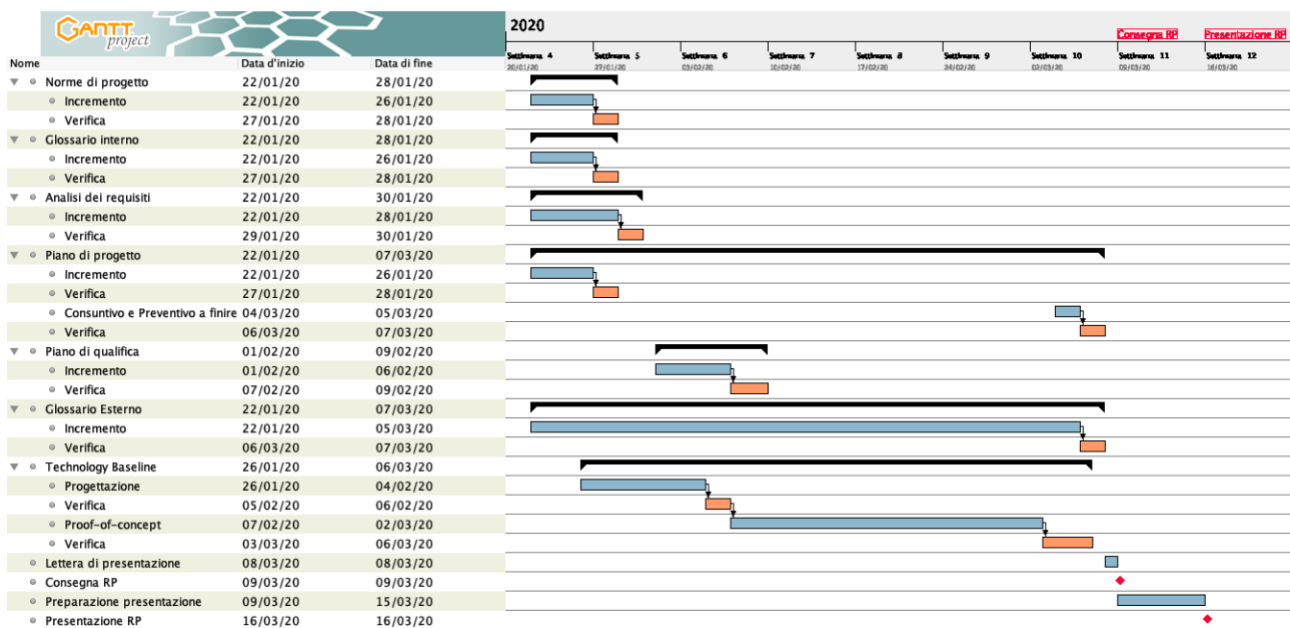 GANTT project
2020
Consegna RP Presentazione RP
Settimana 4 Settimana 5 Settimana 6 Settimana 7 Settimana 8 Settimana 9 Settimana 10 Settimana 11 Settimana 12
Nome Data d'inizio Data di fine 20/01/20 27/01/20 03/02/20 10/02/20 17/02/20 24/02/20 02/03/20 09/03/20 16/03/20
Norme di progetto 22/01/20 28/01/20
Incremento 22/01/20 26/01/20
Verifica 27/01/20 28/01/20
Glossario interno 22/01/20 28/01/20
Incremento 22/01/20 26/01/20
Verifica 27/01/20 28/01/20
Analisi dei requisiti 22/01/20 30/01/20
Incremento 22/01/20 28/01/20
Verifica 29/01/20 30/01/20
Piano di progetto 22/01/20 07/03/20
Incremento 22/01/20 26/01/20
Verifica 27/01/20 28/01/20
Consuntivo e Preventivo a finire 04/03/20 05/03/20
Verifica 06/03/20 07/03/20
Piano di qualifica 01/02/20 09/02/20
Incremento 01/02/20 06/02/20
Verifica 07/02/20 09/02/20
Glossario Esterno 22/01/20 07/03/20
Incremento 22/01/20 05/03/20
Verifica 06/03/20 07/03/20
Technology Baseline 26/01/20 06/03/20
Progettazione 26/01/20 04/02/20
Verifica 05/02/20 06/02/20
Proof-of-concept 07/02/20 02/03/20
Verifica 03/03/20 06/03/20
Lettera di presentazione 08/03/20 08/03/20
Consegna RP 09/03/20 09/03/20
Preparazione presentazione 09/03/20 15/03/20
Presentazione RP 16/03/20 16/03/20